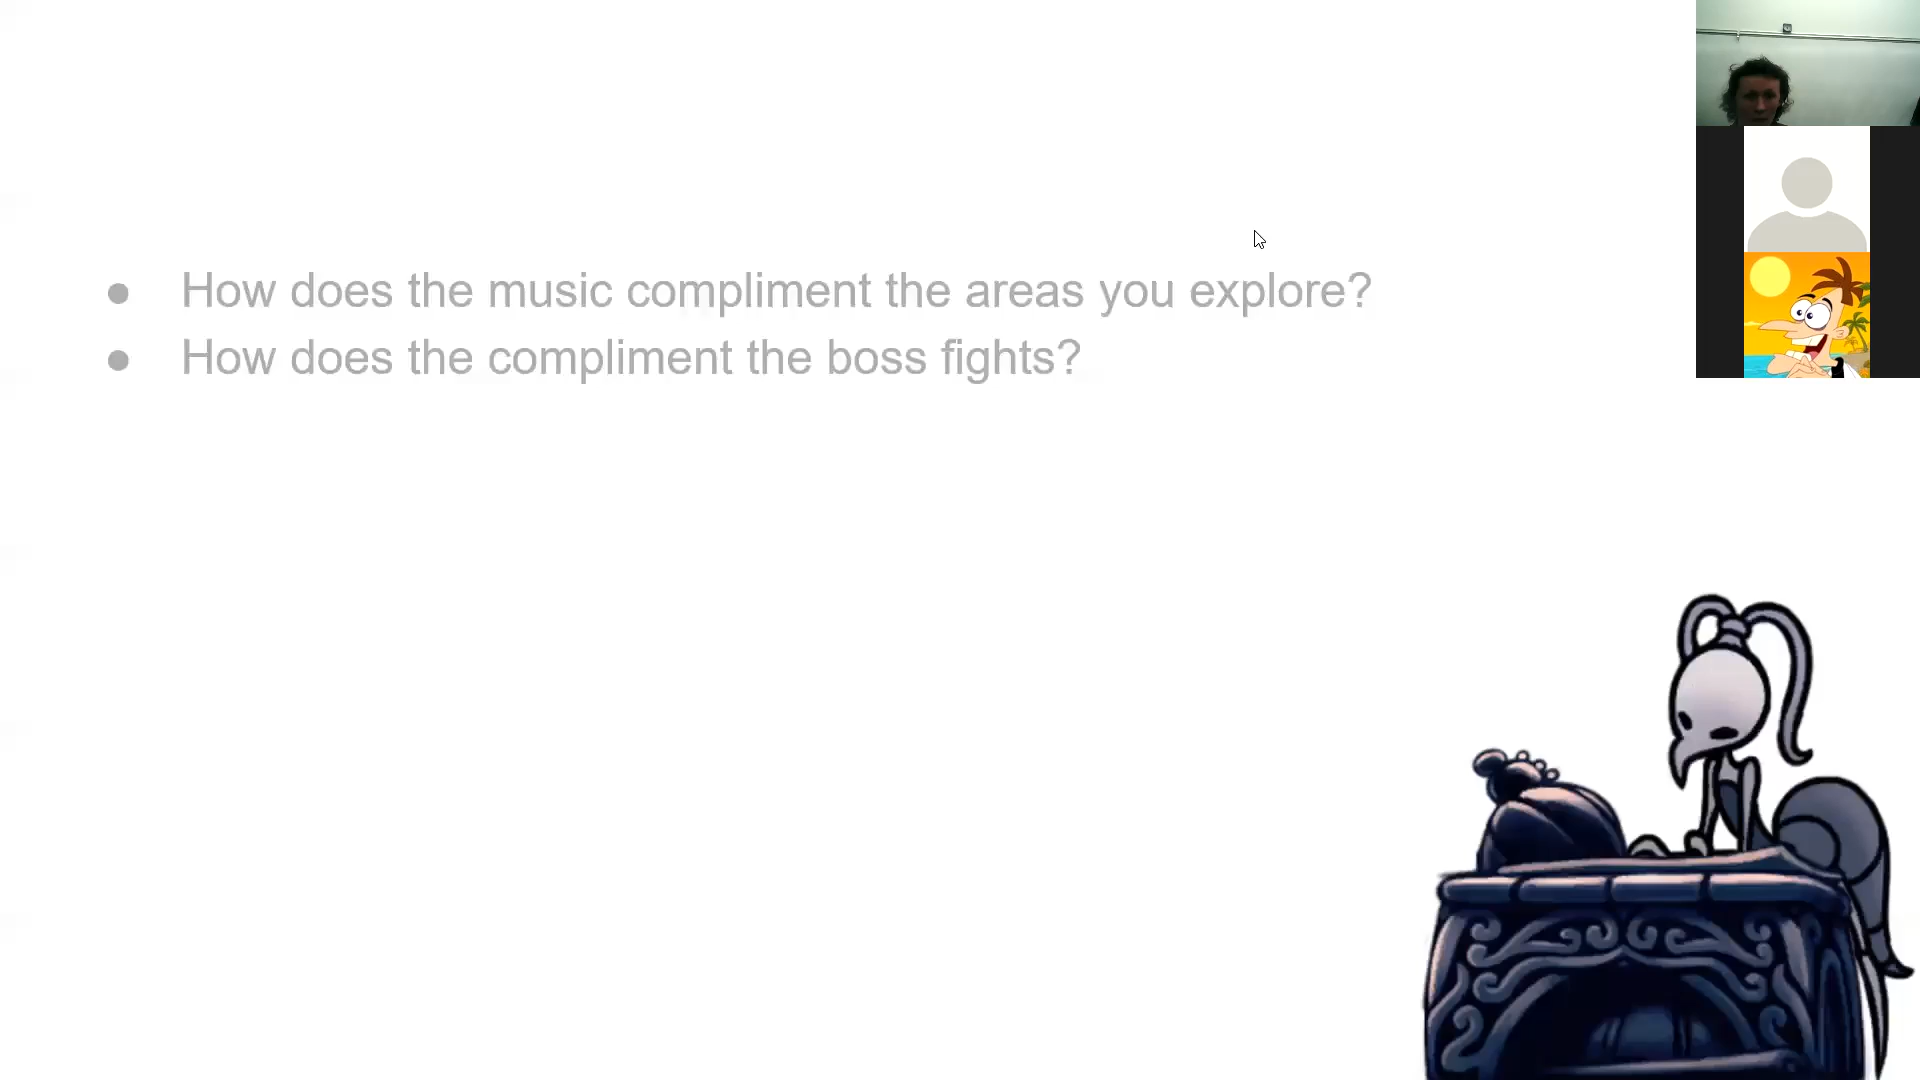 ● How does the music compliment the areas you explore?
● How does the compliment the boss fights?